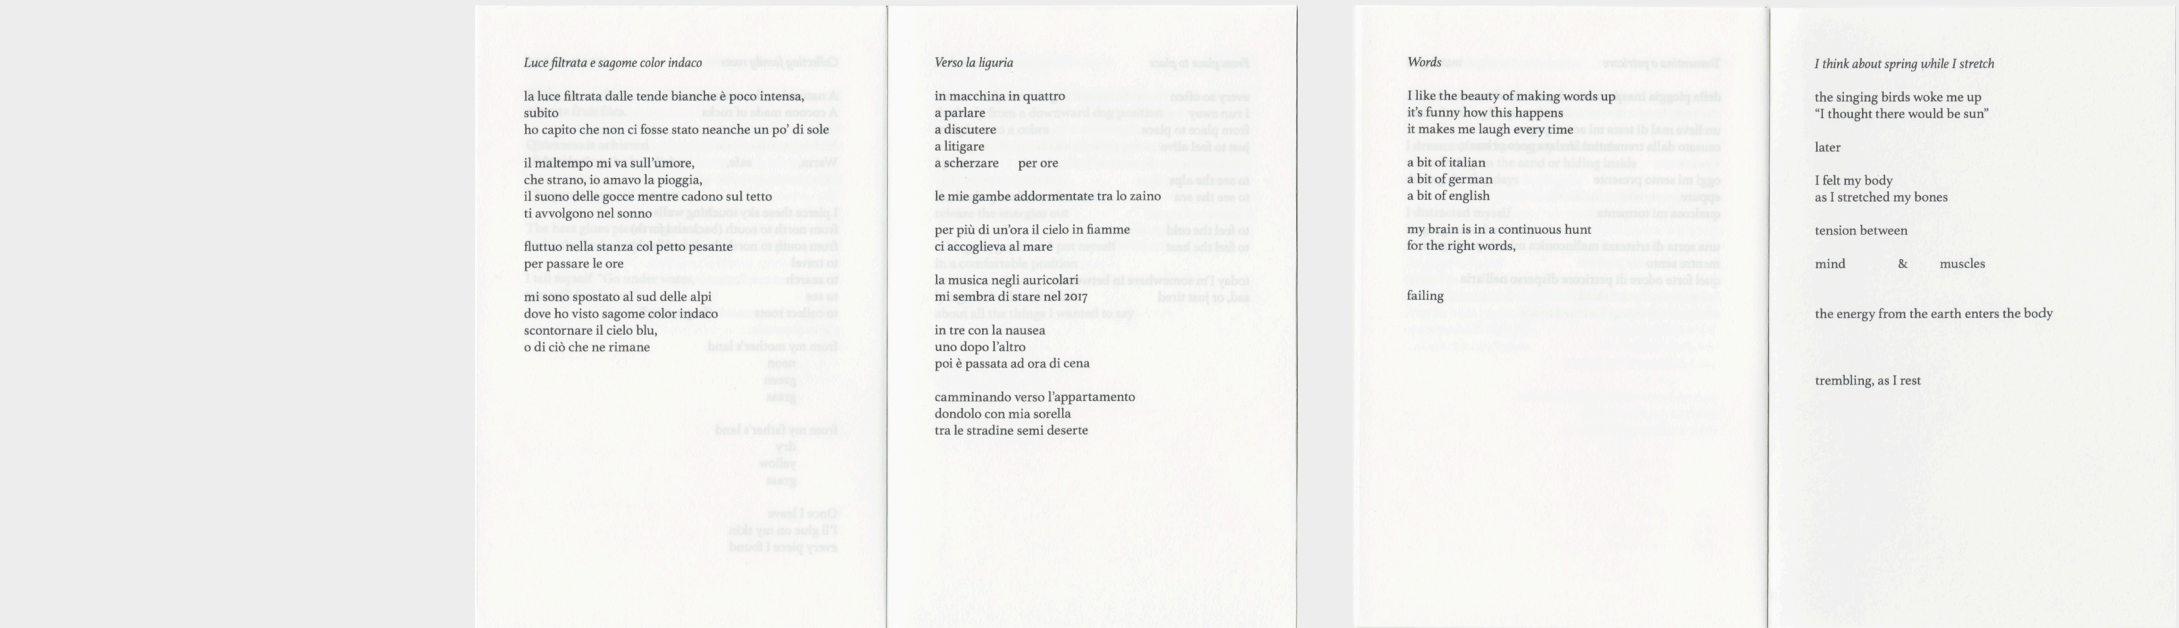 Luce filtrata e sagome color indaco
la luce filtrata dalle tende bianche è poco intensa,
subito
ho capito che non ci fosse stato neanche un po’ di sole
il maltempo mi va sull’umore,
che strano, io amavo la pioggia,
il suono delle gocce mentre cadono sul tetto
ti avvolgono nel sonno
fluttuo nella stanza col petto pesante
per passare le ore
mi sono spostato al sud delle alpi
dove ho visto sagome color indaco
scontornare il cielo blu,
o di ciò che ne rimane
Verso la liguria
in macchina in quattro
a parlare
a discutere
a litigare
a scherzare per ore
le mie gambe addormentate tra lo zaino
per più di un’ora il cielo in fiamme
ci accoglieva al mare
la musica negli auricolari
mi sembra di stare nel 2017
in tre con la nausea
uno dopo l’altro
poi è passata ad ora di cena
camminando verso l’appartamento
dondolo con mia sorella
tra le stradine semi deserte
Words
I like the beauty of making words up
it’s funny how this happens
it makes me laugh every time
a bit of italian
a bit of german
a bit of english
my brain is in a continuous hunt
for the right words,
failing
I think about spring while I stretch
the singing birds woke me up
“I thought there would be sun”
later
I felt my body
as I stretched my bones
tension between
mind & muscles
the energy from the earth enters the body
trembling, as I rest